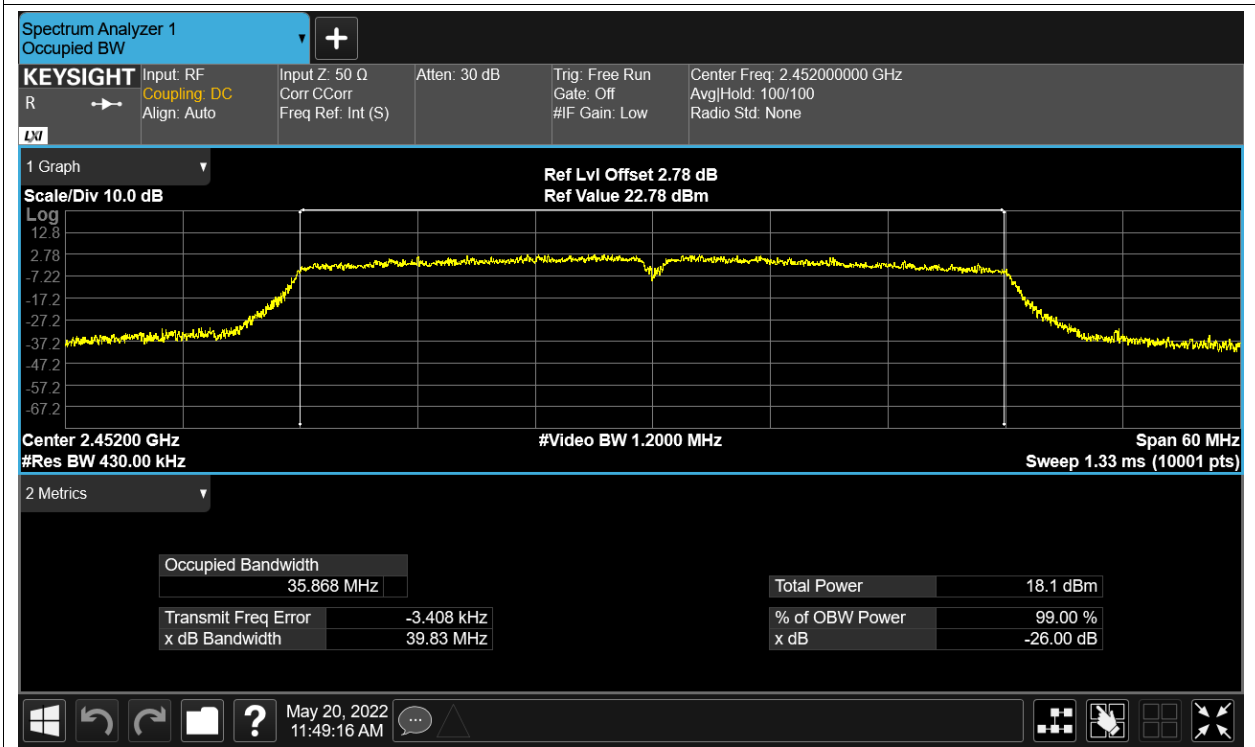 Spectrum Analyzer 1
Occupied BW
KEYSIGHT
R
LXI
Input: RF
Coupling: DC
Align: Auto
Input Z: 50 Ω
Corr CCorr
Freq Ref: Int (S)
Atten: 30 dB
Trig: Free Run
Gate: Off
#IF Gain: Low
Center Freq: 2.452000000 GHz
Avg|Hold: 100/100
Radio Std: None
1 Graph
Scale/Div 10.0 dB
Ref Lvl Offset 2.78 dB
Ref Value 22.78 dBm
Log
12.8
2.78
-7.22
-17.2
-27.2
-37.2
-47.2
-57.2
-67.2
Center 2.45200 GHz
#Video BW 1.2000 MHz
Span 60 MHz
#Res BW 430.00 kHz
Sweep 1.33 ms (10001 pts)
2 Metrics
Occupied Bandwidth
35.868 MHz
Total Power 18.1 dBm
Transmit Freq Error -3.408 kHz
% of OBW Power 99.00 %
x dB Bandwidth 39.83 MHz
x dB -26.00 dB
?
May 20, 2022
11:49:16 AM